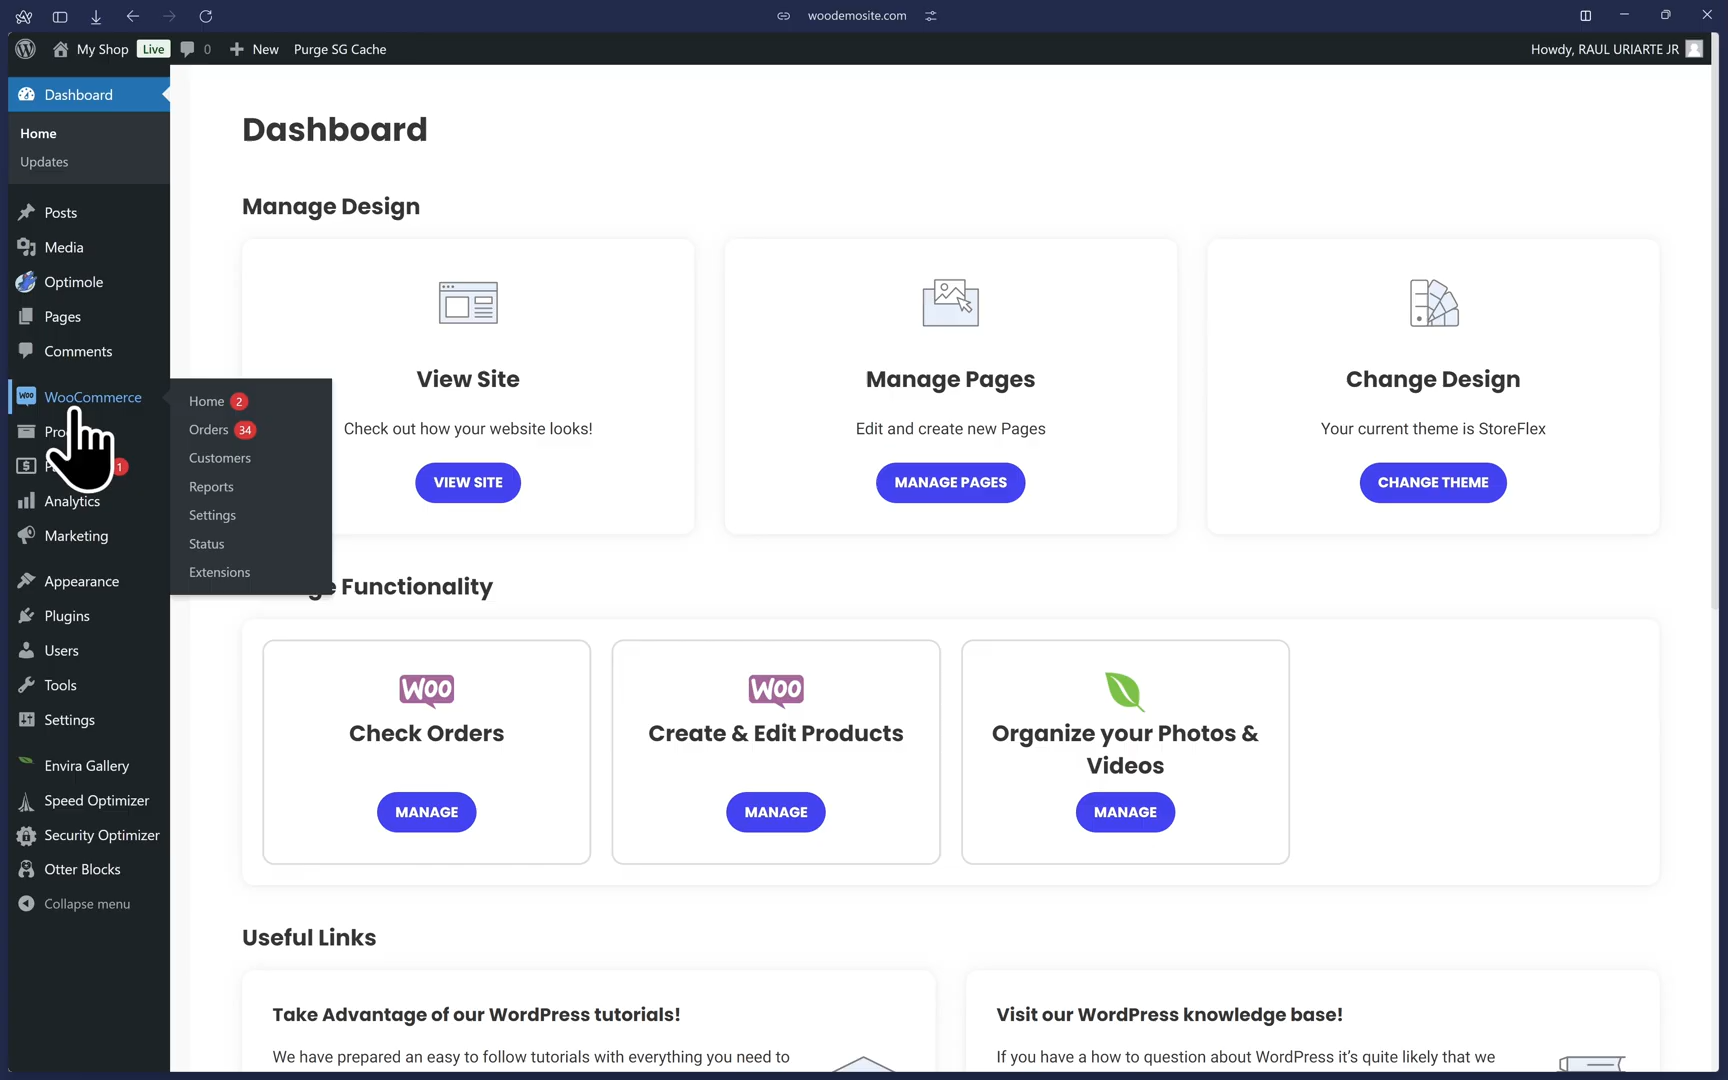 woodemosite.com
My Shop Live 0 New Purge SG Cache
Howdy, RAUL URIARTE JR
Dashboard
Home
Updates
Posts
Media
Optimole
Pages
Comments
WooCommerce
1
Analytics
Marketing
Appearance
Plugins
Users
Tools
Settings
Envira Gallery
Speed Optimizer
Security Optimizer
Otter Blocks
Collapse menu
Home 2
Orders 34
Customers
Reports
Settings
Status
Extensions
Dashboard
Manage Design
View Site
Check out how your website looks!
VIEW SITE
Manage Pages
Edit and create new Pages
MANAGE PAGES
Change Design
Your current theme is StoreFlex
CHANGE THEME
Functionality
WOO
Check Orders
MANAGE
WOO
Create & Edit Products
MANAGE
Organize your Photos &
Videos
MANAGE
Useful Links
Take Advantage of our WordPress tutorials!
We have prepared an easy to follow tutorials with everything you need to
Visit our WordPress knowledge base!
If you have a how to question about WordPress it's quite likely that we